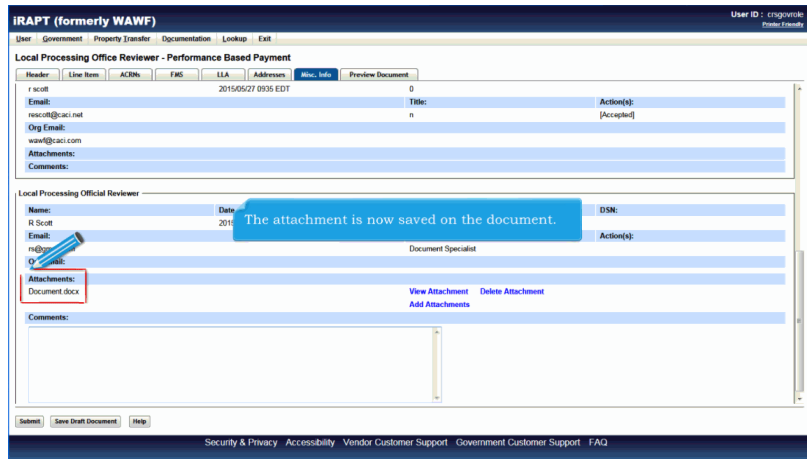 iRAPT (formerly WAWF)
User ID : crsgovrole
Printer Friendly
User Government Property Transfer Documentation Lookup Exit
Local Processing Office Reviewer - Performance Based Payment
Header Line Item ACRNs FMS LLA Addresses Misc. Info Preview Document
r scott 2015/05/27 0935 EDT 0
Email: Title: Action(s):
rescott@caci.net n [Accepted]
Org Email:
wawf@caci.com
Attachments:
Comments:
Local Processing Official Reviewer
Name: Date DSN:
The attachment is now saved on the document.
R Scott
Email: Action(s):
Document Specialist
Attachments:
Document.docx View Attachment Delete Attachment
Add Attachments
Comments:
Submit Save Draft Document Help
Security & Privacy Accessibility Vendor Customer Support Government Customer Support FAQ